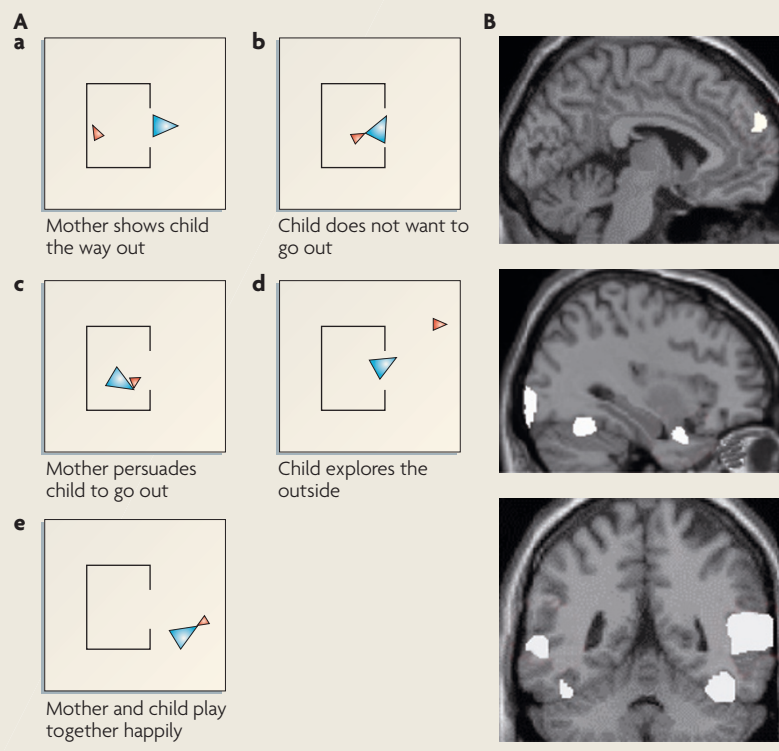 A
a
Mother shows child
the way out
b
Child does not want to
go out
c
Mother persuades
child to go out
d
Child explores the
outside
e
Mother and child play
together happily
B